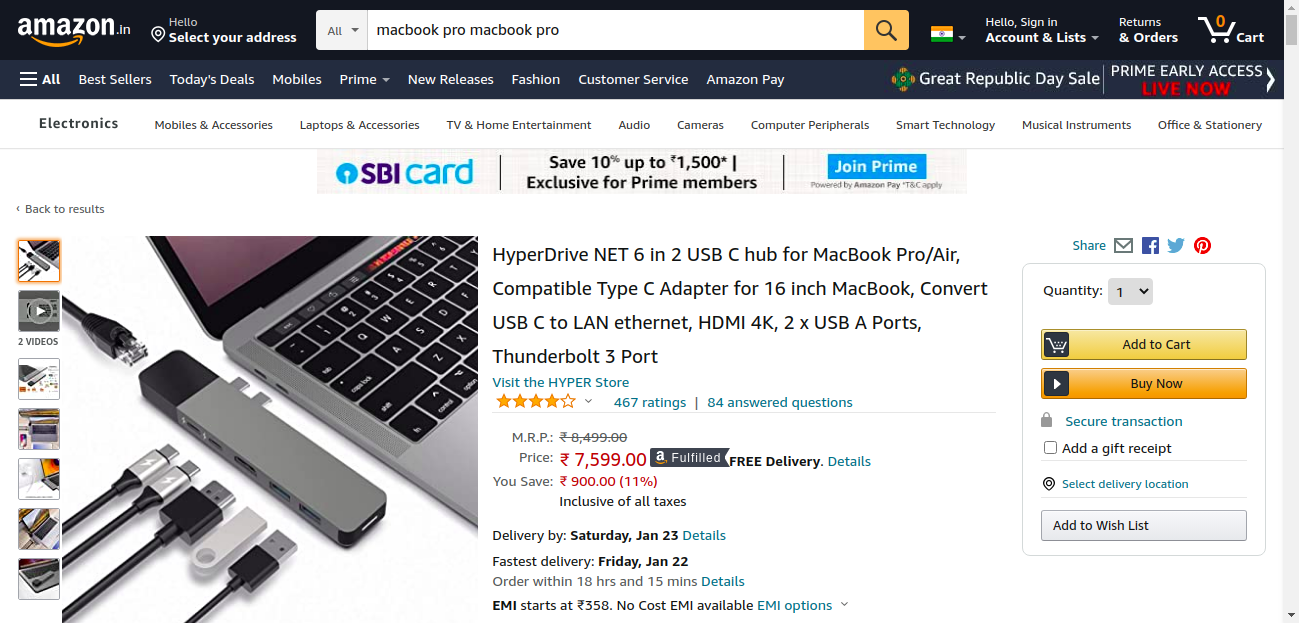 amazon.in
Hello
Select your address
All
macbook pro macbook pro
Hello, Sign in
Account & Lists
Returns
& Orders
0
Cart
All
Best Sellers
Today's Deals
Mobiles
Prime
New Releases
Fashion
Customer Service
Amazon Pay
Great Republic Day Sale
PRIME EARLY ACCESS
LIVE NOW
Electronics
Mobiles & Accessories
Laptops & Accessories
TV & Home Entertainment
Audio
Cameras
Computer Peripherals
Smart Technology
Musical Instruments
Office & Stationery
SBI card
Save 10% up to ₹1,500* |
Exclusive for Prime members
Join Prime
Powered by Amazon Pay *T&C apply
‹ Back to results
2 VIDEOS
HyperDrive NET 6 in 2 USB C hub for MacBook Pro/Air,
Compatible Type C Adapter for 16 inch MacBook, Convert
USB C to LAN ethernet, HDMI 4K, 2 x USB A Ports,
Thunderbolt 3 Port
Visit the HYPER Store
467 ratings | 84 answered questions
M.R.P.: ₹ 8,499.00
Price: ₹ 7,599.00 a Fulfilled FREE Delivery. Details
You Save: ₹ 900.00 (11%)
Inclusive of all taxes
Delivery by: Saturday, Jan 23 Details
Fastest delivery: Friday, Jan 22
Order within 18 hrs and 15 mins Details
EMI starts at ₹358. No Cost EMI available EMI options
Share
Quantity: 1
Add to Cart
Buy Now
Secure transaction
Add a gift receipt
Select delivery location
Add to Wish List